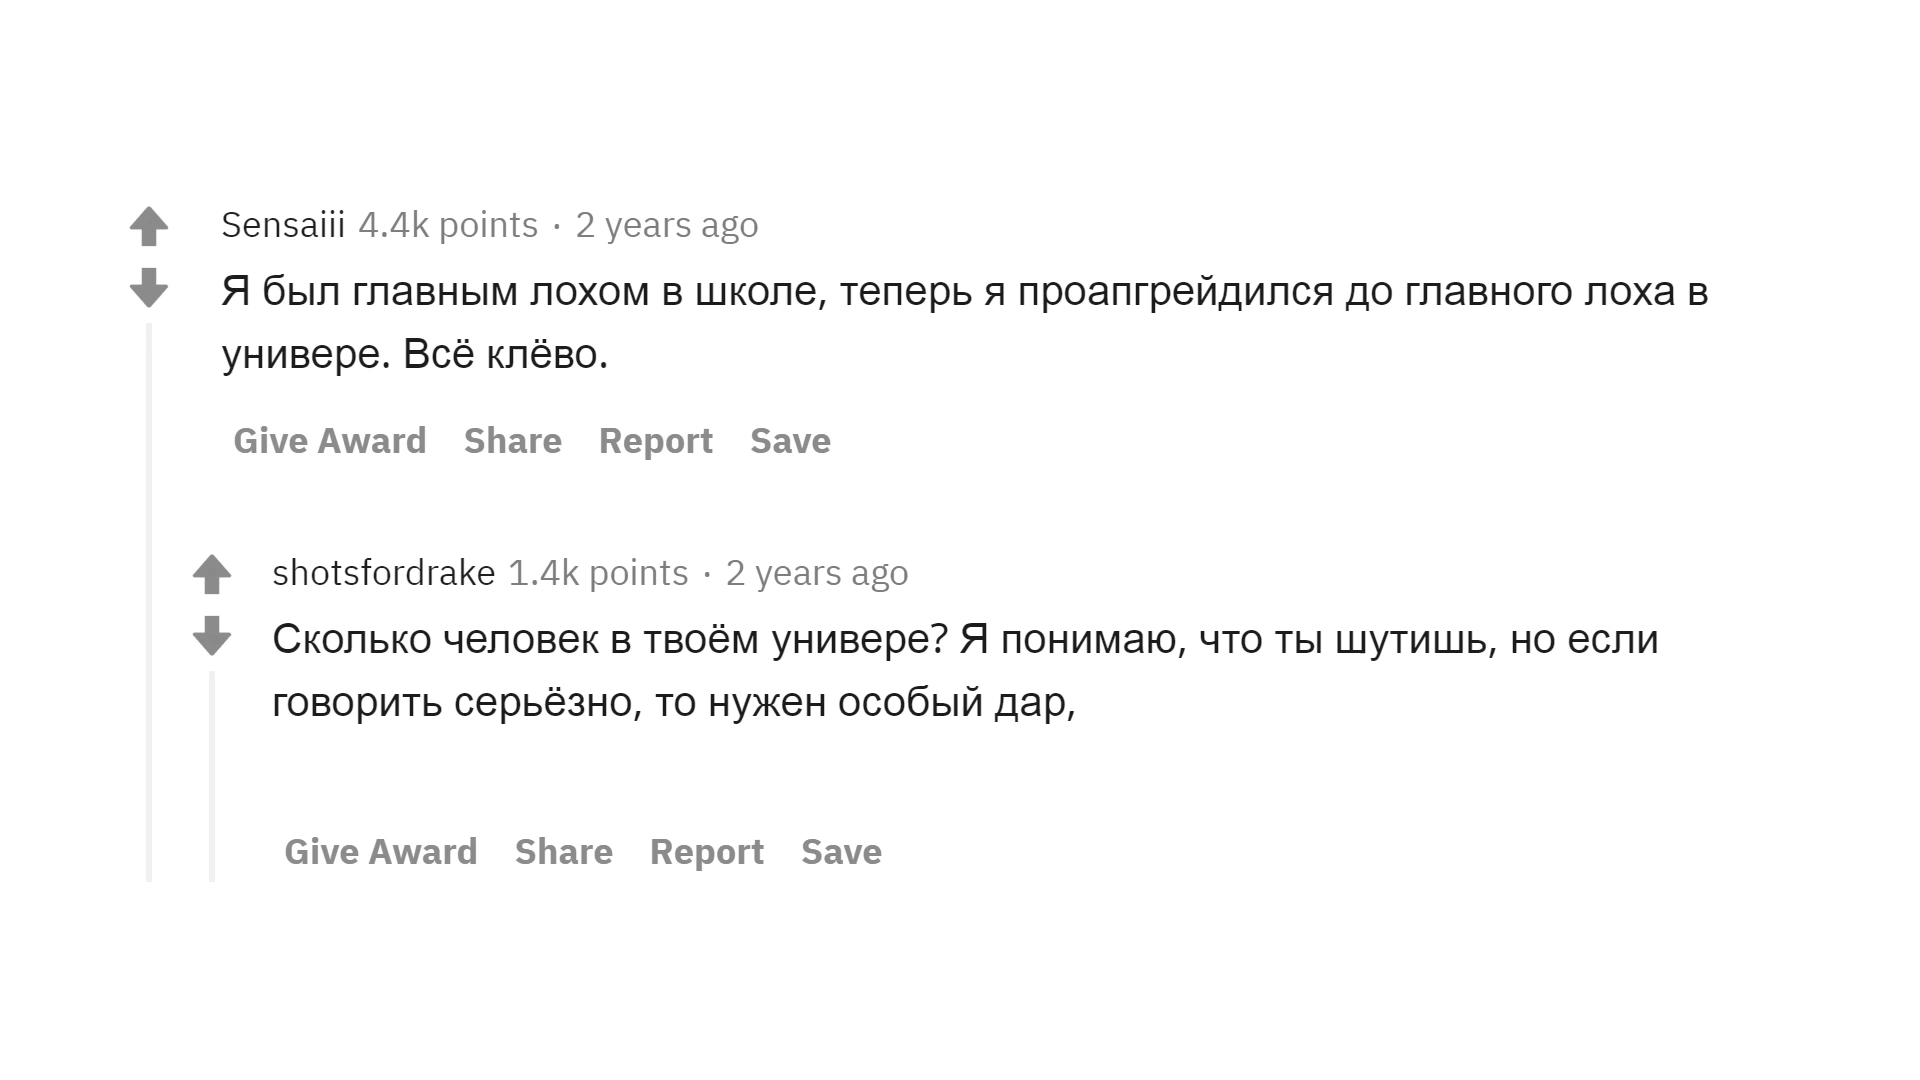 Sensaiii 4.4k points · 2 years ago
Я был главным лохом в школе, теперь я проапгрейдился до главного лоха в
универе. Всё клёво.
Give Award Share Report Save
shotsfordrake 1.4k points · 2 years ago
Сколько человек в твоём универе? Я понимаю, что ты шутишь, но если
говорить серьёзно, то нужен особый дар,
Give Award Share Report Save